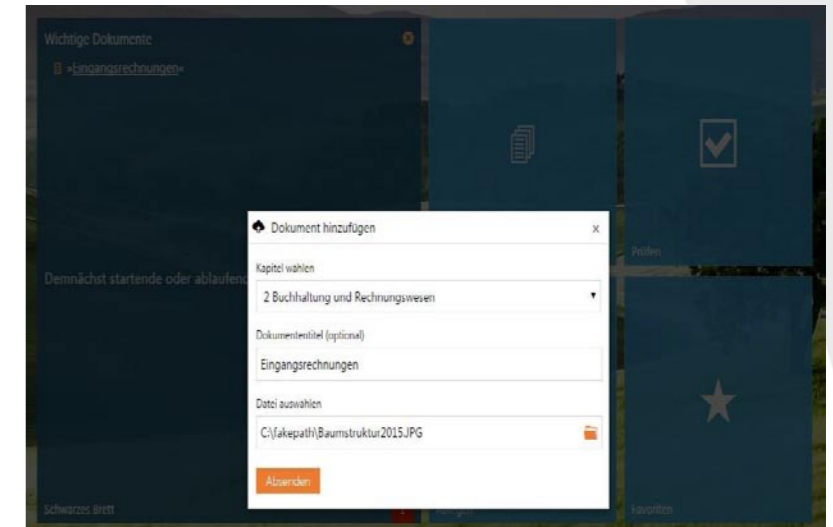 Wichtige Dokumente
»Eingangsrechnungen«
Dokument hinzufügen
x
Kapitel wählen
2 Buchhaltung und Rechnungswesen
Dokumententitel (optional)
Eingangsrechnungen
Datei auswählen
C:\fakepath\Baumstruktur2015.JPG
Absenden
Prüfen
Demnächst startende oder ablaufend
Schwarzes Brett
Favoriten